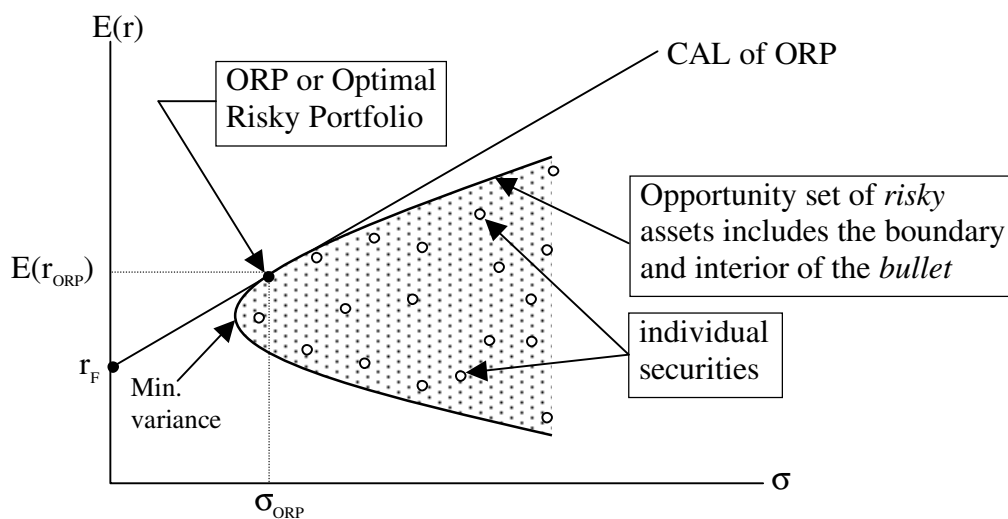 E(r)
CAL of ORP
ORP or Optimal
Risky Portfolio
Opportunity set of risky
assets includes the boundary
and interior of the bullet
E(r_ORP)
individual
securities
r_F
Min.
variance
σ
σ_ORP